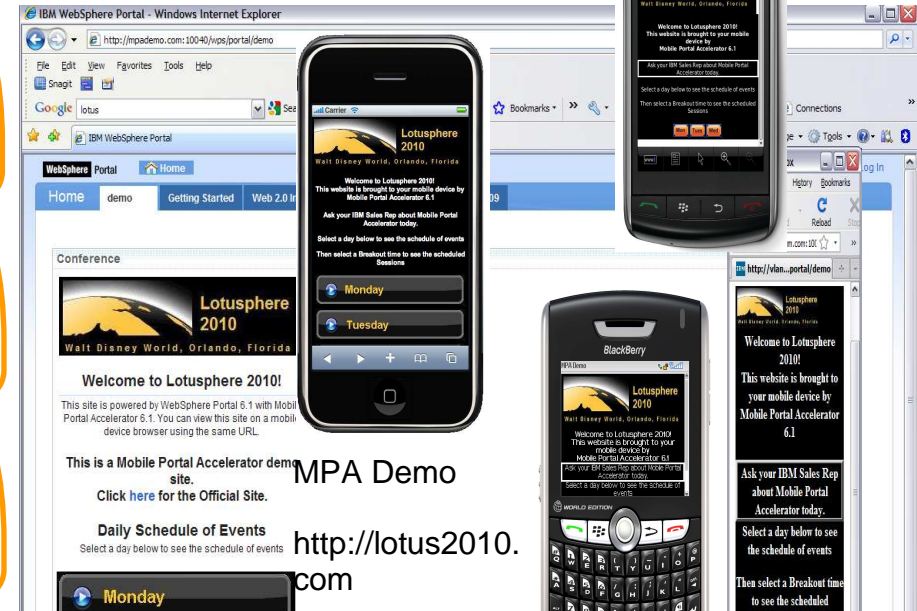 IBM WebSphere Portal - Windows Internet Explorer
http://mpademo.com:10040/wps/portal/demo
File Edit View Favorites Tools Help
Snagit
Google lotus
Bookmarks
Connections
IBM WebSphere Portal
Tools
WebSphere Portal Home
Log In
Home demo Getting Started Web 2.0
09
Conference
Lotusphere
2010
Walt Disney World, Orlando, Florida
Welcome to Lotusphere 2010!
This site is powered by WebSphere Portal 6.1 with Mobil
Portal Accelerator 6.1. You can view this site on a mobile
device browser using the same URL.
This is a Mobile Portal Accelerator demo
site.
Click here for the Official Site.
Daily Schedule of Events
Select a day below to see the schedule of events
Monday
Carrier
Lotusphere
2010
Walt Disney World, Orlando, Florida
Welcome to Lotusphere 2010!
This website is brought to your mobile device by
Mobile Portal Accelerator 6.1
Ask your IBM Sales Rep about Mobile Portal
Accelerator today.
Select a day below to see the schedule of events
Then select a Breakout time to see the scheduled
Sessions
Monday
Tuesday
MPA Demo
http://lotus2010.
com
Walt Disney World, Orlando, Florida
Welcome to Lotusphere 2010!
This website is brought to your mobile
device by
Mobile Portal Accelerator 6.1
Ask your IBM Sales Rep about Mobile Portal
Accelerator today.
Select a day below to see the schedule of events
Then select a Breakout time to see the scheduled
Sessions
Mon Tues Wed
BlackBerry
MPA Demo
Lotusphere
2010
Walt Disney World, Orlando, Florida
Welcome to Lotusphere 2010!
This website is brought to your
mobile device by
Mobile Portal Accelerator 6.1
Ask your IBM Sales Rep about Mobile Portal
Accelerator today.
Select a day below to see the schedule of
events
WORLD EDITION
History Bookmarks
Reload Stop
m.com:100
http://vlan...portal/demo
Lotusphere
2010
Walt Disney World, Orlando, Florida
Welcome to Lotusphere
2010!
This website is brought to
your mobile device by
Mobile Portal Accelerator
6.1
Ask your IBM Sales Rep
about Mobile Portal
Accelerator today.
Select a day below to see
the schedule of events
Then select a Breakout time
to see the scheduled